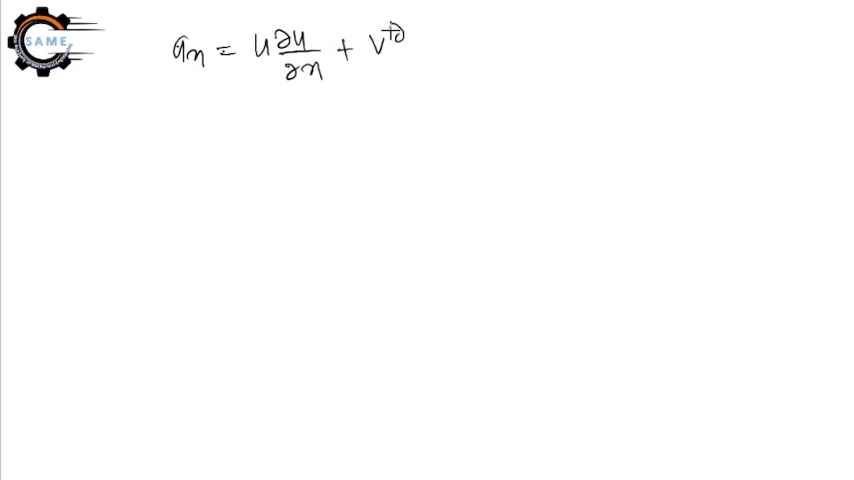 SAME
aₓ = u ∂u/∂x + v ∂